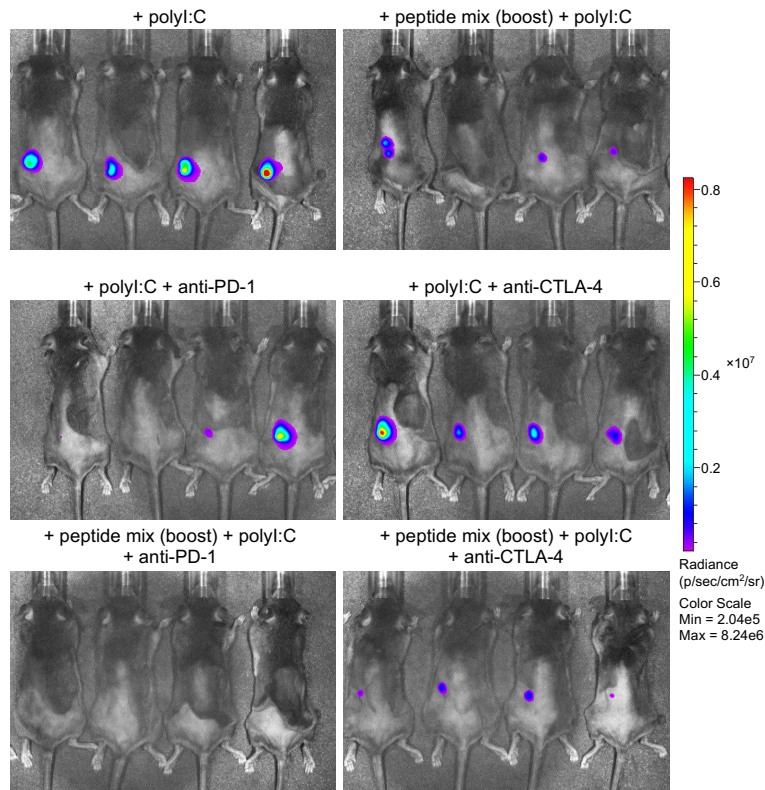 + polyI:C
+ peptide mix (boost) + polyI:C
+ polyI:C + anti-PD-1
+ polyI:C + anti-CTLA-4
+ peptide mix (boost) + polyI:C
+ anti-PD-1
+ peptide mix (boost) + polyI:C
+ anti-CTLA-4
0.8
0.6
0.4
×10⁷
0.2
Radiance
(p/sec/cm²/sr)
Color Scale
Min = 2.04e5
Max = 8.24e6